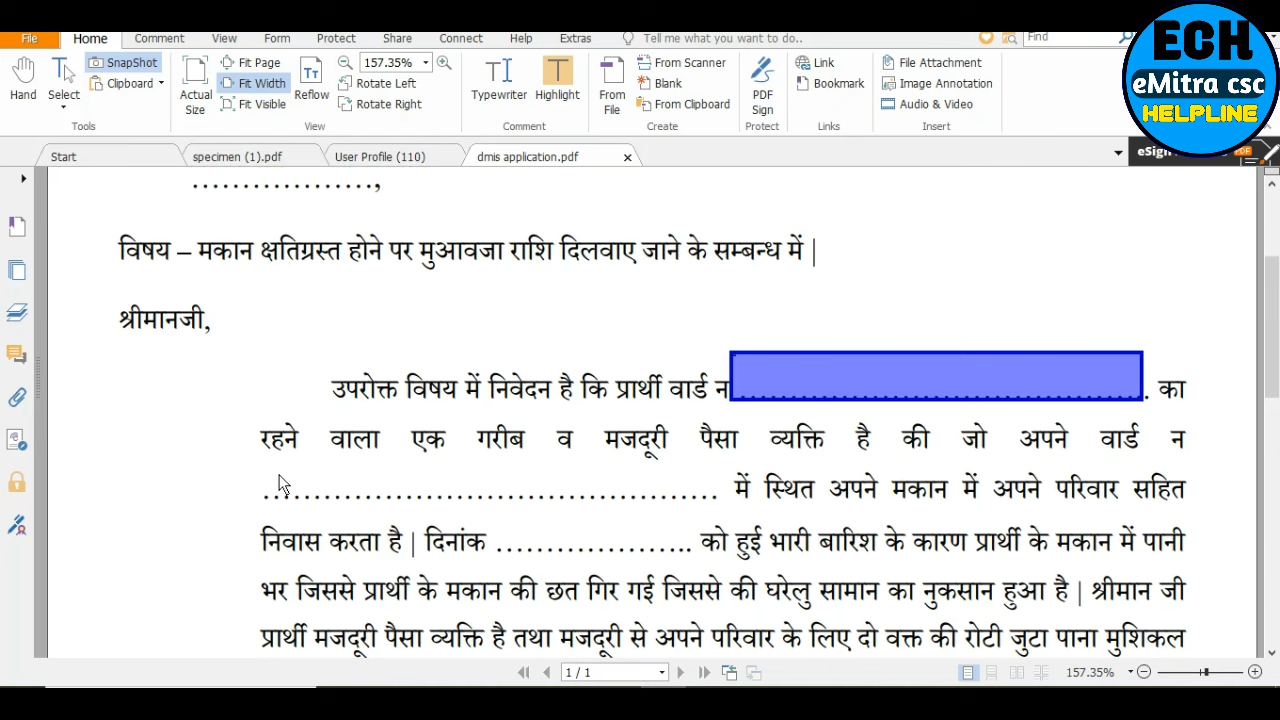 File Home Comment View Form Protect Share Connect Help Extras Tell me what you want to do.. Find
ECH
eMitra csc
HELPLINE
SnapShot Fit Page 157.35% From Scanner Link File Attachment
Clipboard Fit Width Rotate Left Blank Bookmark Image Annotation
Fit Visible Rotate Right From Clipboard Audio & Video
Hand Select Actual Size Reflow Typewriter Highlight From File PDF Sign
Tools View Comment Create Protect Links Insert
Start specimen (1).pdf User Profile (110) dmis application.pdf
………………,
विषय – मकान क्षतिग्रस्त होने पर मुआवजा राशि दिलवाए जाने के सम्बन्ध में |
श्रीमानजी,
उपरोक्त विषय में निवेदन है कि प्रार्थी वार्ड न ……………………………………. का
रहने वाला एक गरीब व मजदूरी पैसा व्यक्ति है की जो अपने वार्ड न
……………………………………… में स्थित अपने मकान में अपने परिवार सहित
निवास करता है | दिनांक ……………….. को हुई भारी बारिश के कारण प्रार्थी के मकान में पानी
भर जिससे प्रार्थी के मकान की छत गिर गई जिससे की घरेलु सामान का नुकसान हुआ है | श्रीमान जी
प्रार्थी मजदूरी पैसा व्यक्ति है तथा मजदूरी से अपने परिवार के लिए दो वक्त की रोटी जुटा पाना मुशिकल
1 / 1 157.35%